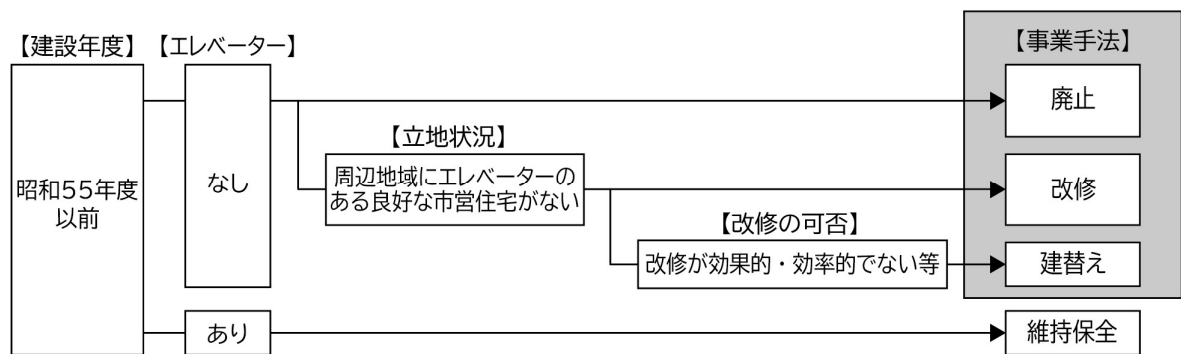 【建設年度】
【エレベーター】
【事業手法】
昭和55年度
以前
なし
廃止
【立地状況】
周辺地域にエレベーターの
ある良好な市営住宅がない
改修
【改修の可否】
改修が効果的・効率的でない等
建替え
あり
維持保全